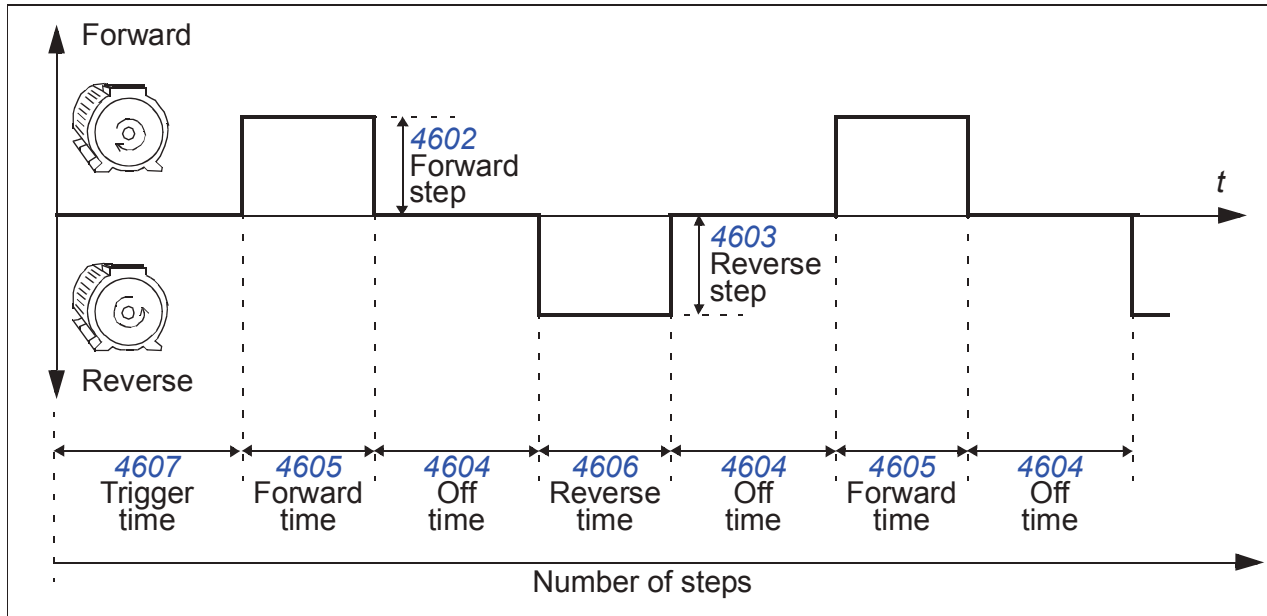 Forward
4602
Forward
step
t
4603
Reverse
step
Reverse
4607 4605 4604 4606 4604 4605 4604
Trigger Forward Off Reverse Off Forward Off
time time time time time time time
Number of steps